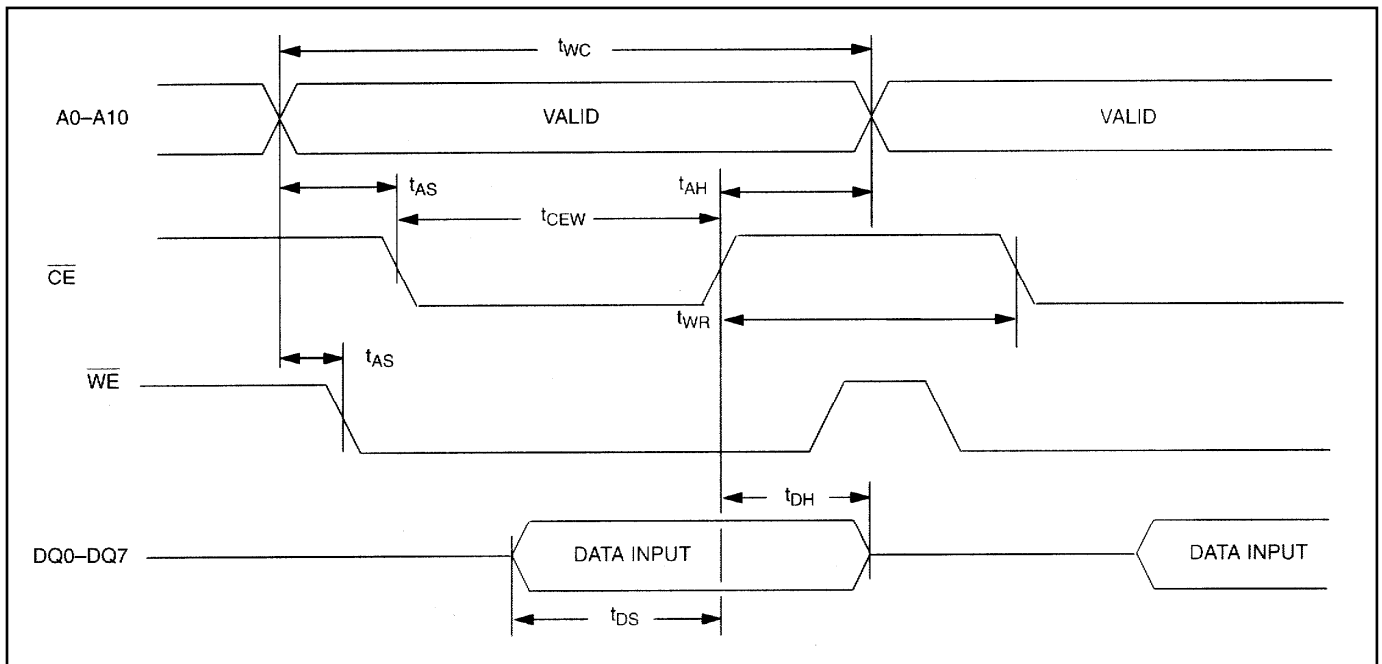 tWC
A0–A10
VALID
VALID
tAS
tAH
tCEW
CE
tWR
tAS
WE
tDH
DQ0–DQ7
DATA INPUT
DATA INPUT
tDS